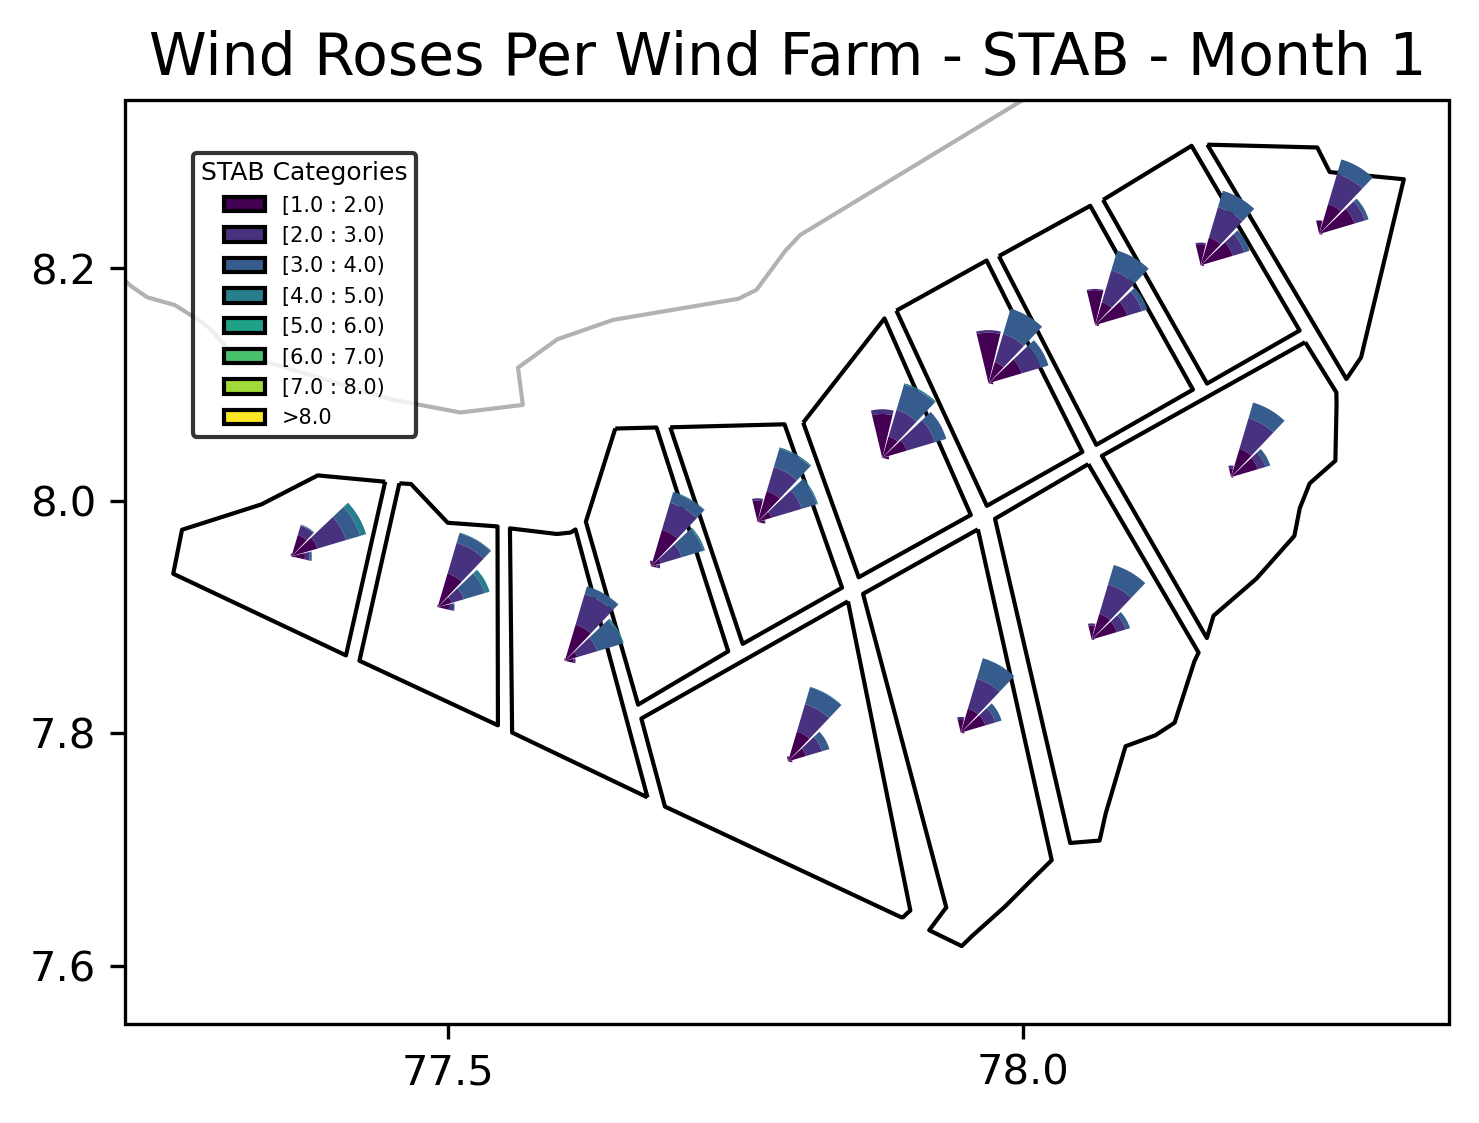 Wind Roses Per Wind Farm - STAB - Month 1
STAB Categories
[1.0 : 2.0)
[2.0 : 3.0)
[3.0 : 4.0)
[4.0 : 5.0)
[5.0 : 6.0)
[6.0 : 7.0)
[7.0 : 8.0)
>8.0
8.2
8.0
7.8
7.6
77.5
78.0